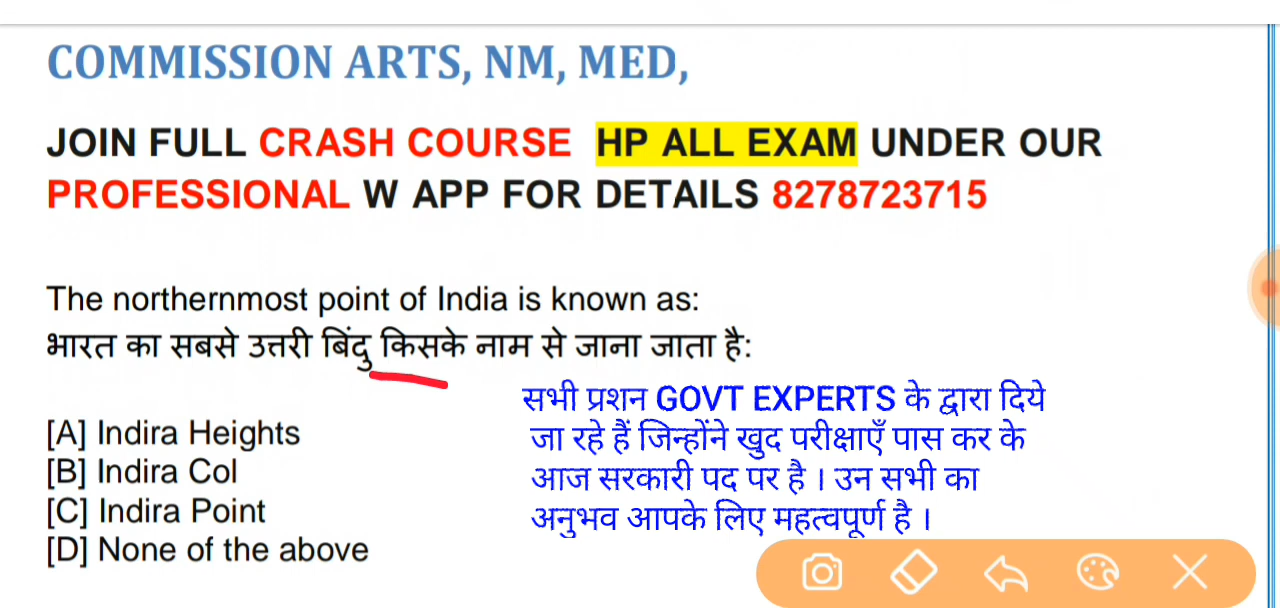 COMMISSION ARTS, NM, MED,
JOIN FULL CRASH COURSE HP ALL EXAM UNDER OUR
PROFESSIONAL W APP FOR DETAILS 8278723715
The northernmost point of India is known as:
भारत का सबसे उत्तरी बिंदु किसके नाम से जाना जाता है:
[A] Indira Heights
[B] Indira Col
[C] Indira Point
[D] None of the above
सभी प्रशन GOVT EXPERTS के द्वारा दिये
जा रहे हैं जिन्होंने खुद परीक्षाएँ पास कर के
आज सरकारी पद पर है । उन सभी का
अनुभव आपके लिए महत्वपूर्ण है ।